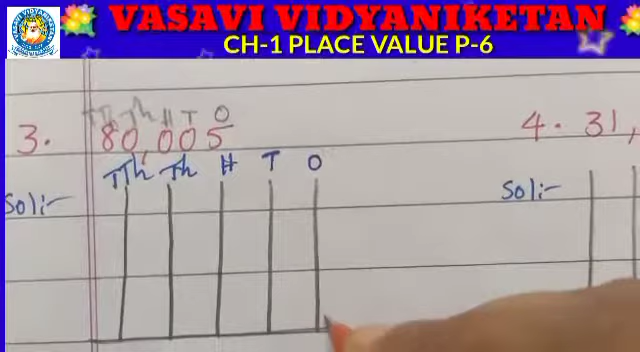 VASAVI VIDYANIKETAN
CH-1 PLACE VALUE P-6
TTh Th H T O
3. 80,005
4. 31,
TTh Th H T O
Sol:-
Sol:-